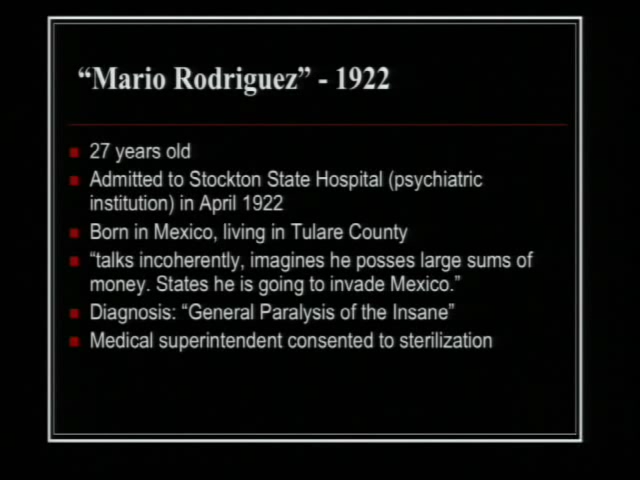 “Mario Rodriguez” - 1922
27 years old
Admitted to Stockton State Hospital (psychiatric
institution) in April 1922
Born in Mexico, living in Tulare County
“talks incoherently, imagines he posses large sums of
money. States he is going to invade Mexico.”
Diagnosis: “General Paralysis of the Insane”
Medical superintendent consented to sterilization